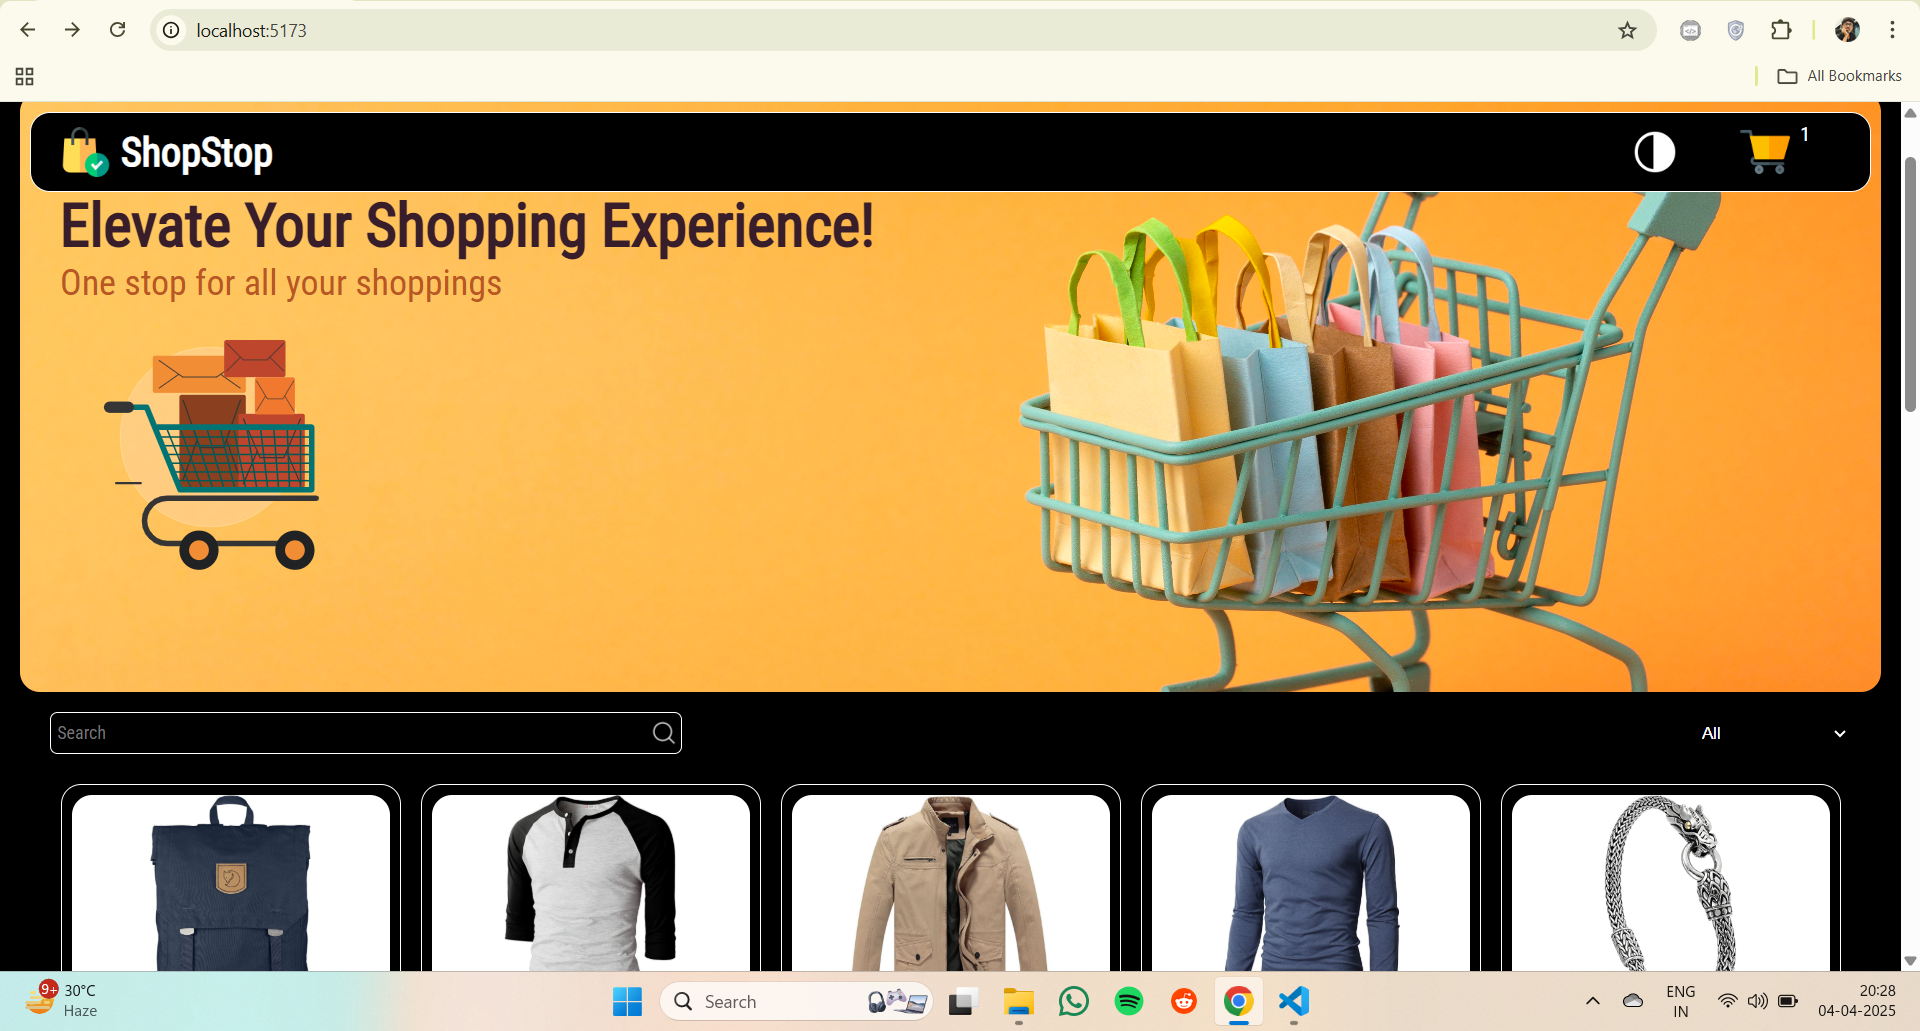 localhost:5173
All Bookmarks
ShopStop
1
Elevate Your Shopping Experience!
One stop for all your shoppings
Search
All
9+
30°C
Haze
Search
ENG
IN
20:28
04-04-2025